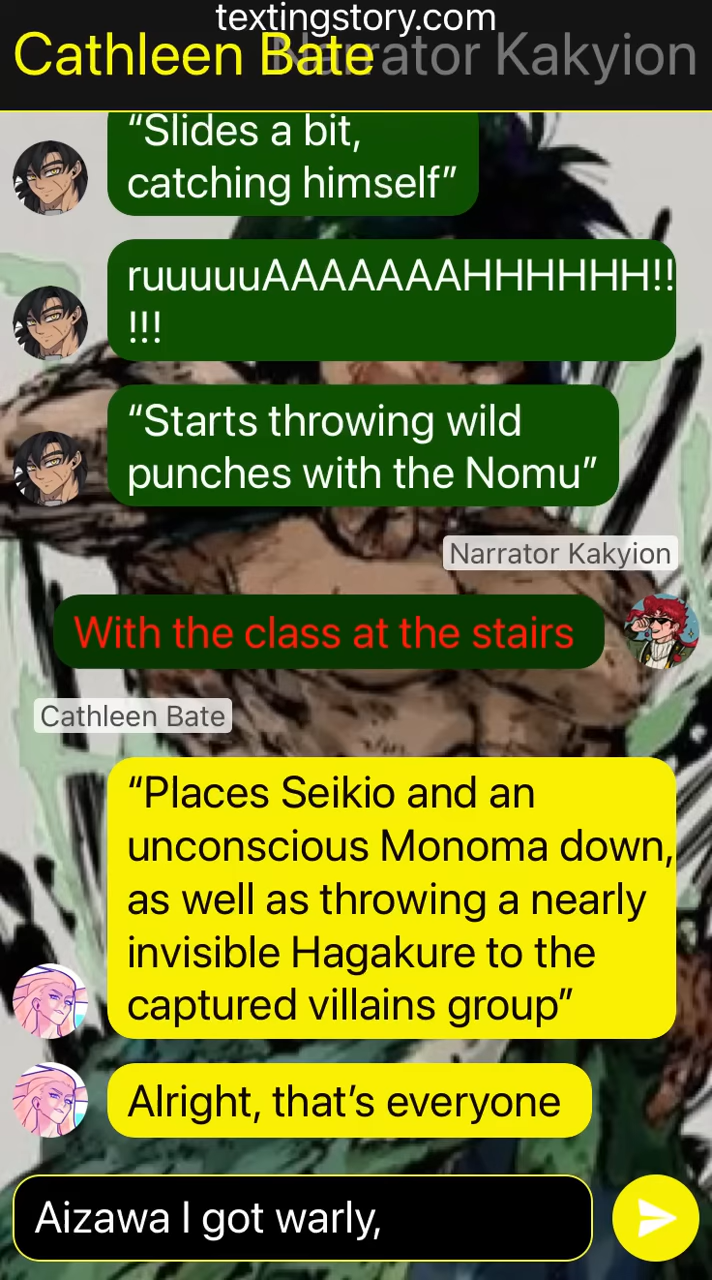 textingstory.com
Cathleen Bate
Narrator Kakyion
“Slides a bit,
catching himself”
ruuuuuAAAAAAAHHHHHH!!
!!!
“Starts throwing wild
punches with the Nomu”
Narrator Kakyion
With the class at the stairs
Cathleen Bate
“Places Seikio and an
unconscious Monoma down,
as well as throwing a nearly
invisible Hagakure to the
captured villains group”
Alright, that’s everyone
Aizawa I got warly,